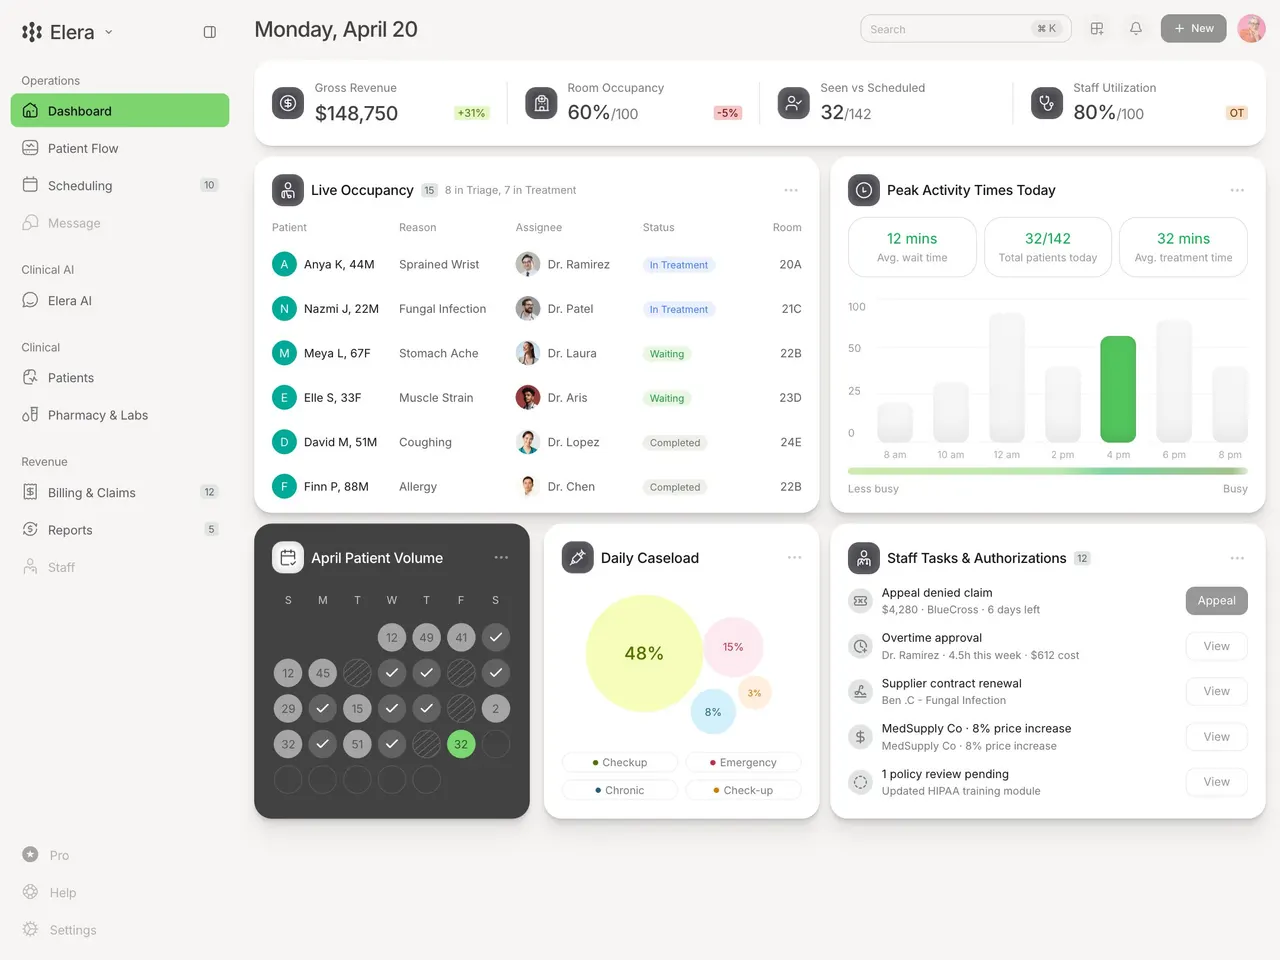 Elera
Operations
Dashboard
Patient Flow
Scheduling 10
Message
Clinical AI
Elera AI
Clinical
Patients
Pharmacy & Labs
Revenue
Billing & Claims 12
Reports 5
Staff
Pro
Help
Settings
Monday, April 20
Search ⌘ K
+ New
Gross Revenue
$148,750 +31%
Room Occupancy
60%/100 -5%
Seen vs Scheduled
32/142
Staff Utilization
80%/100 OT
Live Occupancy 15 8 in Triage, 7 in Treatment
Patient Reason Assignee Status Room
A Anya K, 44M Sprained Wrist Dr. Ramirez In Treatment 20A
N Nazmi J, 22M Fungal Infection Dr. Patel In Treatment 21C
M Meya L, 67F Stomach Ache Dr. Laura Waiting 22B
E Elle S, 33F Muscle Strain Dr. Aris Waiting 23D
D David M, 51M Coughing Dr. Lopez Completed 24E
F Finn P, 88M Allergy Dr. Chen Completed 22B
Peak Activity Times Today
12 mins
Avg. wait time
32/142
Total patients today
32 mins
Avg. treatment time
100
50
25
0
8 am 10 am 12 am 2 pm 4 pm 6 pm 8 pm
Less busy Busy
April Patient Volume
S M T W T F S
12 49 41
12 45
29 15 2
32 51 32
Daily Caseload
48%
15%
3%
8%
Checkup Emergency
Chronic Check-up
Staff Tasks & Authorizations 12
Appeal denied claim
$4,280 · BlueCross · 6 days left
Appeal
Overtime approval
Dr. Ramirez · 4.5h this week · $612 cost
View
Supplier contract renewal
Ben .C - Fungal Infection
View
MedSupply Co · 8% price increase
MedSupply Co · 8% price increase
View
1 policy review pending
Updated HIPAA training module
View